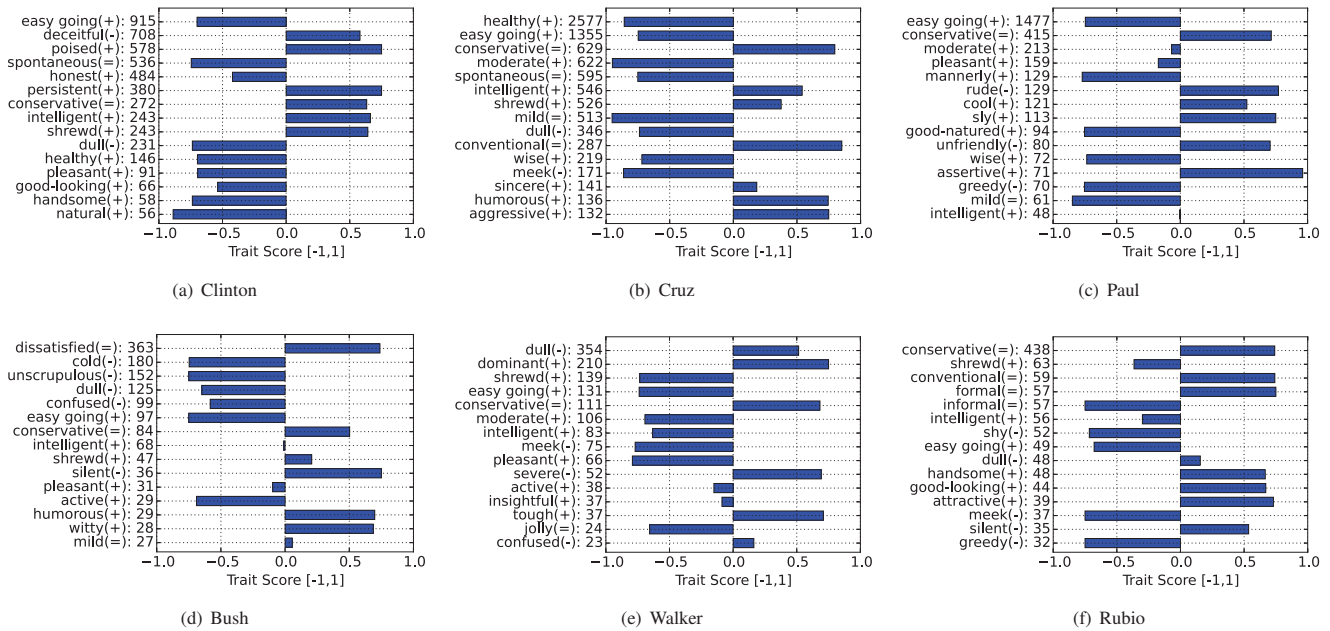 easy going(+): 915
deceitful(-): 708
poised(+): 578
spontaneous(=): 536
honest(+): 484
persistent(+): 380
conservative(=): 272
intelligent(+): 243
shrewd(+): 243
dull(-): 231
healthy(+): 146
pleasant(+): 91
good-looking(+): 66
handsome(+): 58
natural(+): 56
−1.0 −0.5 0.0 0.5 1.0
Trait Score [-1,1]
(a) Clinton
healthy(+): 2577
easy going(+): 1355
conservative(=): 629
moderate(+): 622
spontaneous(=): 595
intelligent(+): 546
shrewd(+): 526
mild(=): 513
dull(-): 346
conventional(=): 287
wise(+): 219
meek(-): 171
sincere(+): 141
humorous(+): 136
aggressive(+): 132
−1.0 −0.5 0.0 0.5 1.0
Trait Score [-1,1]
(b) Cruz
easy going(+): 1477
conservative(=): 415
moderate(+): 213
pleasant(+): 159
mannerly(+): 129
rude(-): 129
cool(+): 121
sly(+): 113
good-natured(+): 94
unfriendly(-): 80
wise(+): 72
assertive(+): 71
greedy(-): 70
mild(=): 61
intelligent(+): 48
−1.0 −0.5 0.0 0.5 1.0
Trait Score [-1,1]
(c) Paul
dissatisfied(=): 363
cold(-): 180
unscrupulous(-): 152
dull(-): 125
confused(-): 99
easy going(+): 97
conservative(=): 84
intelligent(+): 68
shrewd(+): 47
silent(-): 36
pleasant(+): 31
active(+): 29
humorous(+): 29
witty(+): 28
mild(=): 27
−1.0 −0.5 0.0 0.5 1.0
Trait Score [-1,1]
(d) Bush
dull(-): 354
dominant(+): 210
shrewd(+): 139
easy going(+): 131
conservative(=): 111
moderate(+): 106
intelligent(+): 83
meek(-): 75
pleasant(+): 66
severe(-): 52
active(+): 38
insightful(+): 37
tough(+): 37
jolly(=): 24
confused(-): 23
−1.0 −0.5 0.0 0.5 1.0
Trait Score [-1,1]
(e) Walker
conservative(=): 438
shrewd(+): 63
conventional(=): 59
formal(=): 57
informal(=): 57
intelligent(+): 56
shy(-): 52
easy going(+): 49
dull(-): 48
handsome(+): 48
good-looking(+): 44
attractive(+): 39
meek(-): 37
silent(-): 35
greedy(-): 32
−1.0 −0.5 0.0 0.5 1.0
Trait Score [-1,1]
(f) Rubio